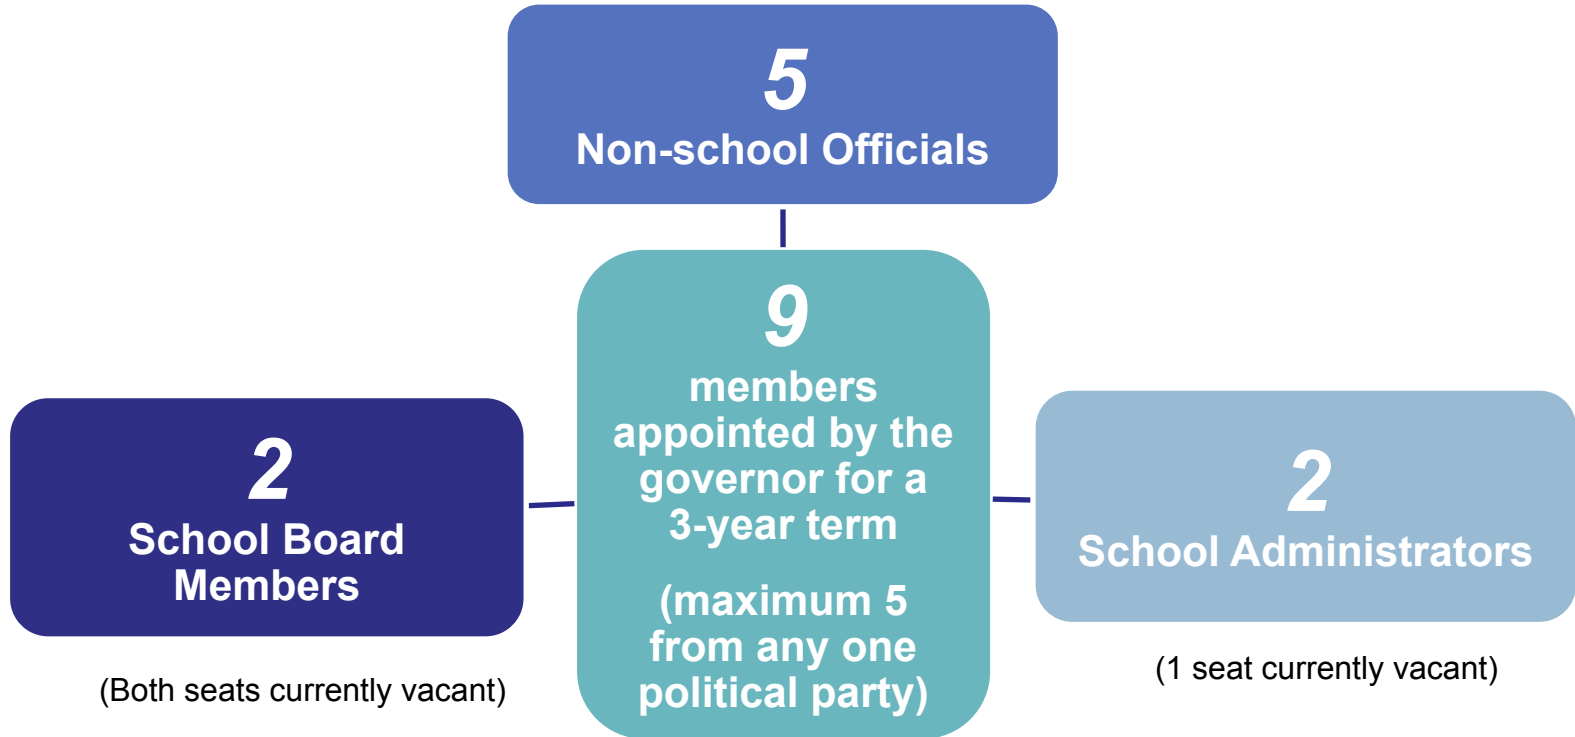 5
Non-school Officials
9
members
appointed by the
governor for a
3-year term
(maximum 5
from any one
political party)
2
School Board
Members
(Both seats currently vacant)
2
School Administrators
(1 seat currently vacant)